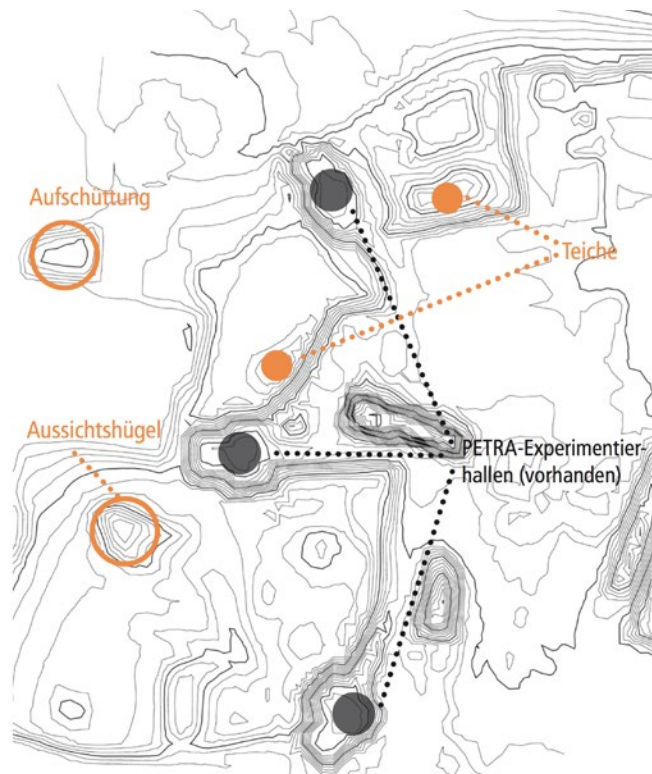 Aufschüttung
Teiche
Aussichtshügel
PETRA-Experimentier-
hallen (vorhanden)